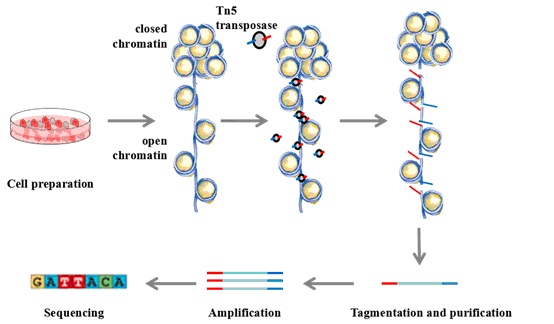 Tn5
transposase
closed
chromatin
open
chromatin
Cell preparation
GATTACA
Sequencing
Amplification
Tagmentation and purification